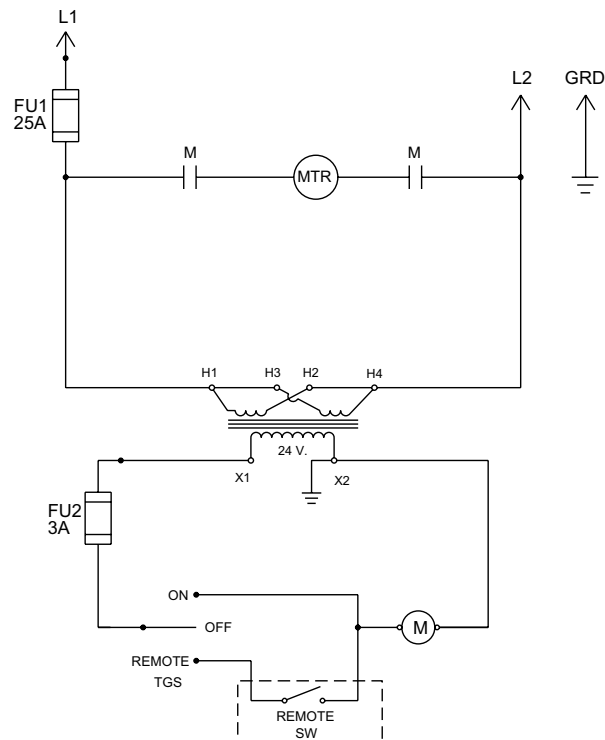 L1
L2
GRD
FU1
25A
M
MTR
M
H1
H3
H2
H4
24 V.
X1
X2
FU2
3A
ON
OFF
M
REMOTE
TGS
REMOTE
SW